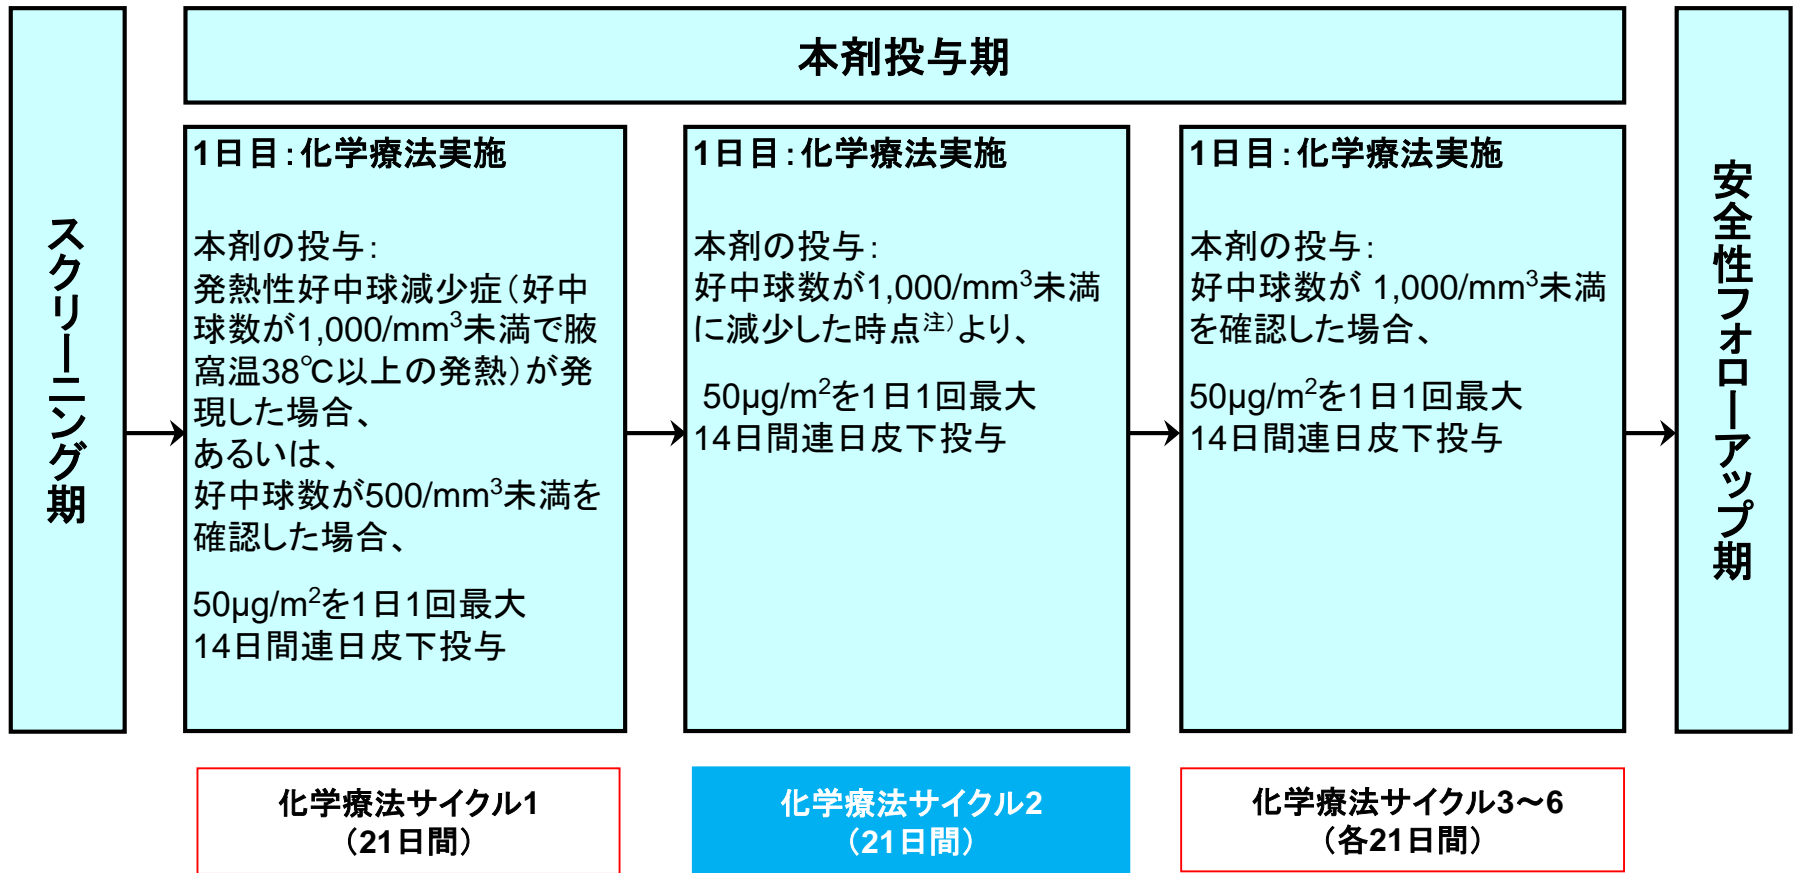 スクリーニング期
本剤投与期
1日目：化学療法実施
本剤の投与：
発熱性好中球減少症（好中
球数が1,000/mm³未満で腋
窩温38℃以上の発熱）が発
現した場合、
あるいは、
好中球数が500/mm³未満を
確認した場合、
50μg/m²を1日1回最大
14日間連日皮下投与
化学療法サイクル1
（21日間）
1日目：化学療法実施
本剤の投与：
好中球数が1,000/mm³未満
に減少した時点注）より、
50μg/m²を1日1回最大
14日間連日皮下投与
化学療法サイクル2
（21日間）
1日目：化学療法実施
本剤の投与：
好中球数が 1,000/mm³未満
を確認した場合、
50μg/m²を1日1回最大
14日間連日皮下投与
化学療法サイクル3～6
（各21日間）
安全性フォローアップ期